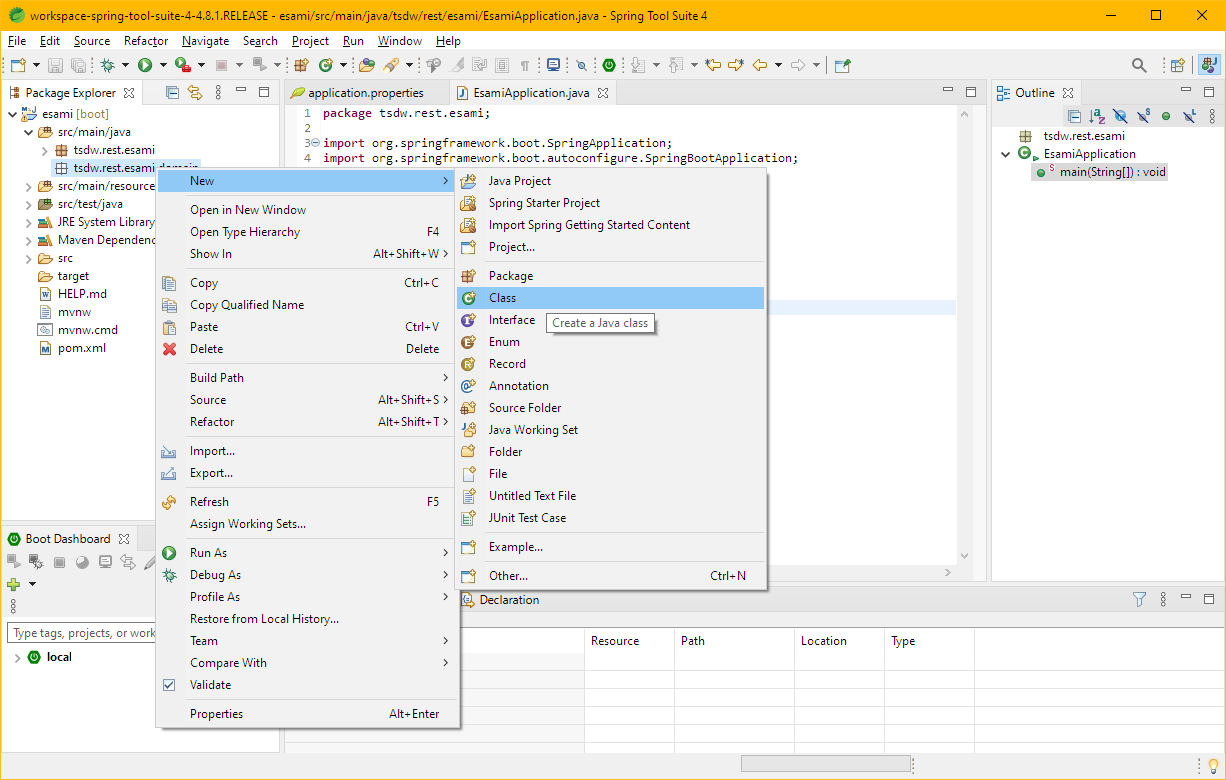 workspace-spring-tool-suite-4-4.8.1.RELEASE - esami/src/main/java/tsdw/rest/esami/EsamiApplication.java - Spring Tool Suite 4
File Edit Source Refactor Navigate Search Project Run Window Help
Package Explorer
esami [boot]
src/main/java
tsdw.rest.esami
tsdw.rest.esami.domain
src/main/resource
src/test/java
JRE System Library
Maven Dependenc
src
target
HELP.md
mvnw
mvnw.cmd
pom.xml
application.properties
EsamiApplication.java
1 package tsdw.rest.esami;
2
3 import org.springframework.boot.SpringApplication;
4 import org.springframework.boot.autoconfigure.SpringBootApplication;
Outline
tsdw.rest.esami
EsamiApplication
main(String[]) : void
New
Open in New Window
Open Type Hierarchy F4
Show In Alt+Shift+W
Copy Ctrl+C
Copy Qualified Name
Paste Ctrl+V
Delete Delete
Build Path
Source Alt+Shift+S
Refactor Alt+Shift+T
Import...
Export...
Refresh F5
Assign Working Sets...
Run As
Debug As
Profile As
Restore from Local History...
Team
Compare With
Validate
Properties Alt+Enter
Java Project
Spring Starter Project
Import Spring Getting Started Content
Project...
Package
Class
Interface
Create a Java class
Enum
Record
Annotation
Source Folder
Java Working Set
Folder
File
Untitled Text File
JUnit Test Case
Example...
Other... Ctrl+N
Boot Dashboard
Type tags, projects, or work
local
Declaration
Resource Path Location Type